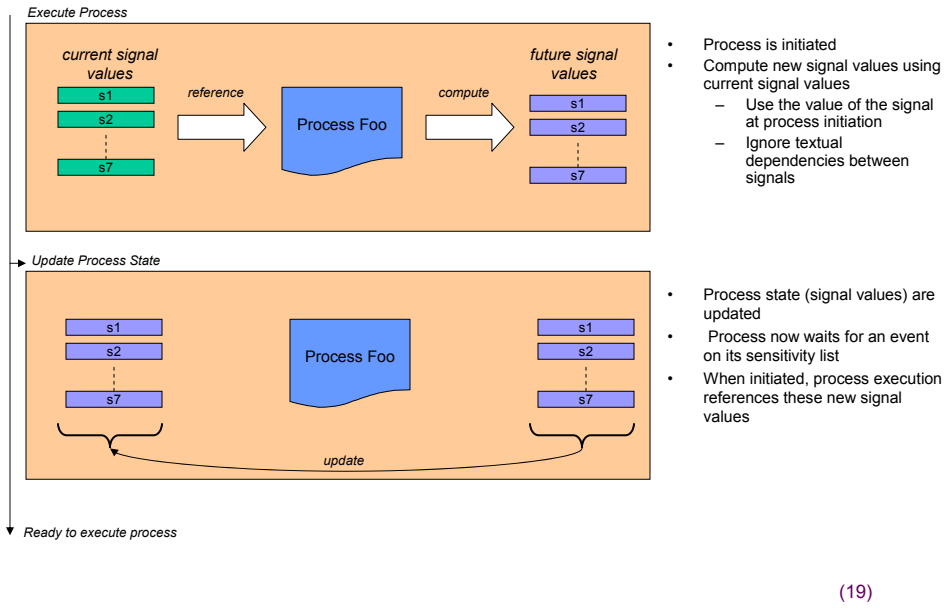 Execute Process
current signal
values
s1
s2
s7
reference
Process Foo
compute
future signal
values
s1
s2
s7
• Process is initiated
• Compute new signal values using
current signal values
– Use the value of the signal
at process initiation
– Ignore textual
dependencies between
signals
Update Process State
s1
s2
s7
Process Foo
s1
s2
s7
update
• Process state (signal values) are
updated
• Process now waits for an event
on its sensitivity list
• When initiated, process execution
references these new signal
values
Ready to execute process
(19)